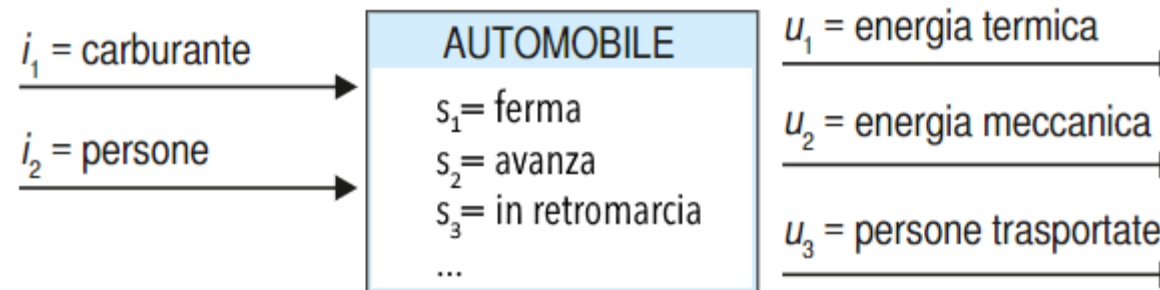 i₁ = carburante
i₂ = persone
AUTOMOBILE
s₁= ferma
s₂= avanza
s₃= in retromarcia
...
u₁ = energia termica
u₂ = energia meccanica
u₃ = persone trasportate